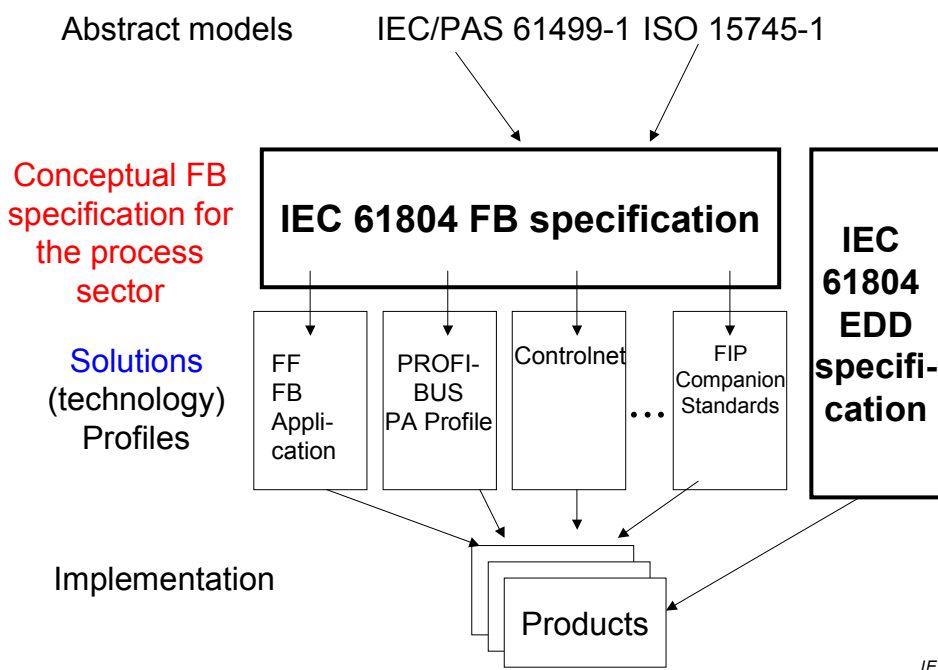 Abstract models
IEC/PAS 61499-1 ISO 15745-1
Conceptual FB
specification for
the process
sector
IEC 61804 FB specification
IEC
61804
EDD
specifi-
cation
Solutions
(technology)
Profiles
FF
FB
Appli-
cation
PROFI-
BUS
PA Profile
Controlnet
...
FIP
Companion
Standards
Implementation
Products